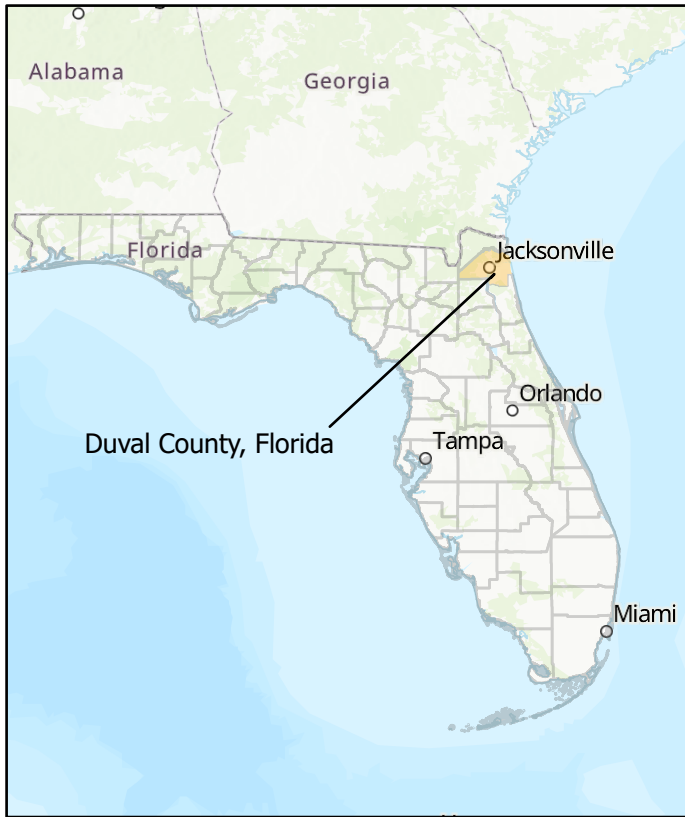 Alabama
Georgia
Florida
Jacksonville
Orlando
Duval County, Florida
Tampa
Miami